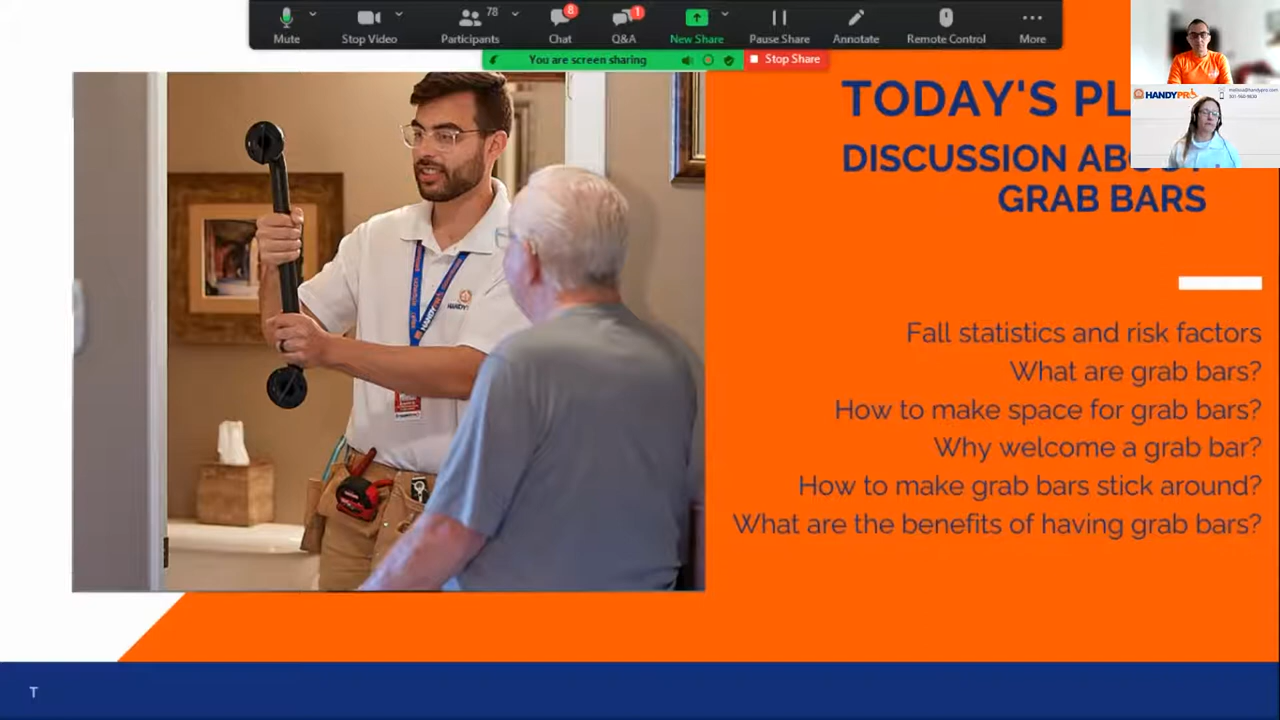 Mute
Stop Video
Participants
78
Chat
8
Q&A
1
New Share
Pause Share
Annotate
Remote Control
More
You are screen sharing
Stop Share
HANDYPRO
TODAY'S PL
DISCUSSION AB
GRAB BARS
Fall statistics and risk factors
What are grab bars?
How to make space for grab bars?
Why welcome a grab bar?
How to make grab bars stick around?
What are the benefits of having grab bars?
T